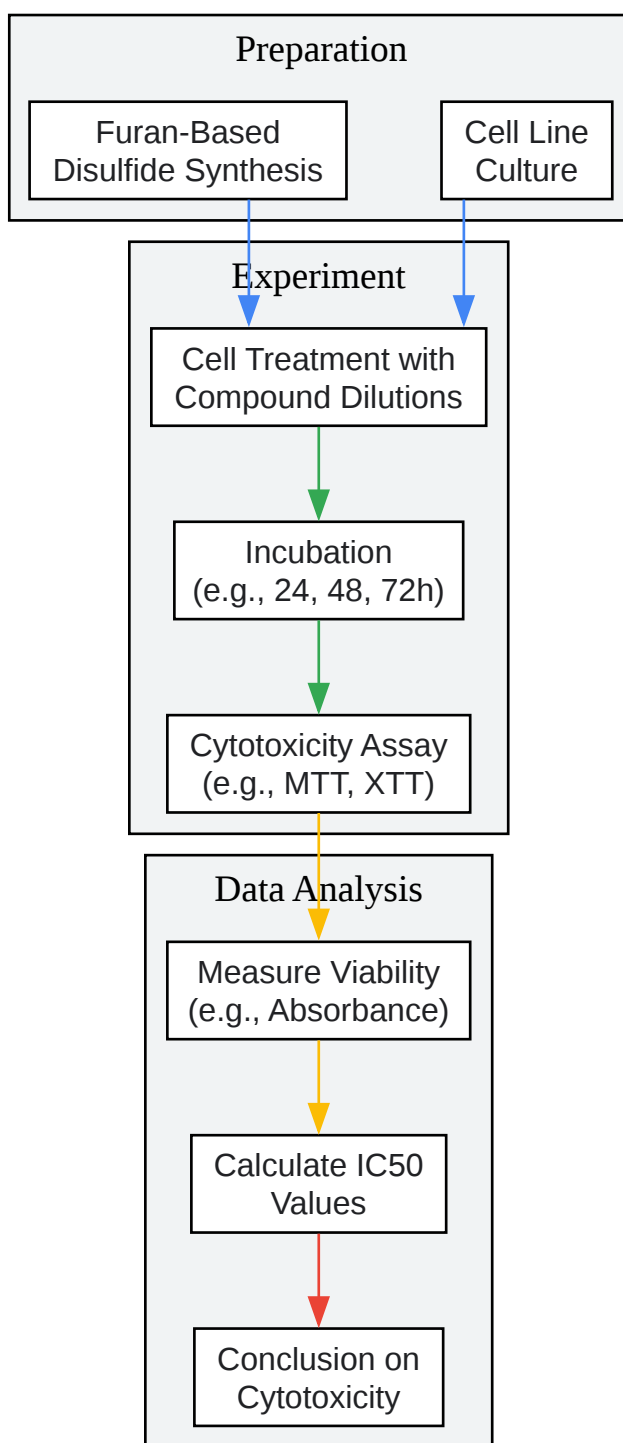 Preparation
Furan-Based
Disulfide Synthesis
Cell Line
Culture
Experiment
Cell Treatment with
Compound Dilutions
Incubation
(e.g., 24, 48, 72h)
Cytotoxicity Assay
(e.g., MTT, XTT)
Data Analysis
Measure Viability
(e.g., Absorbance)
Calculate IC50
Values
Conclusion on
Cytotoxicity